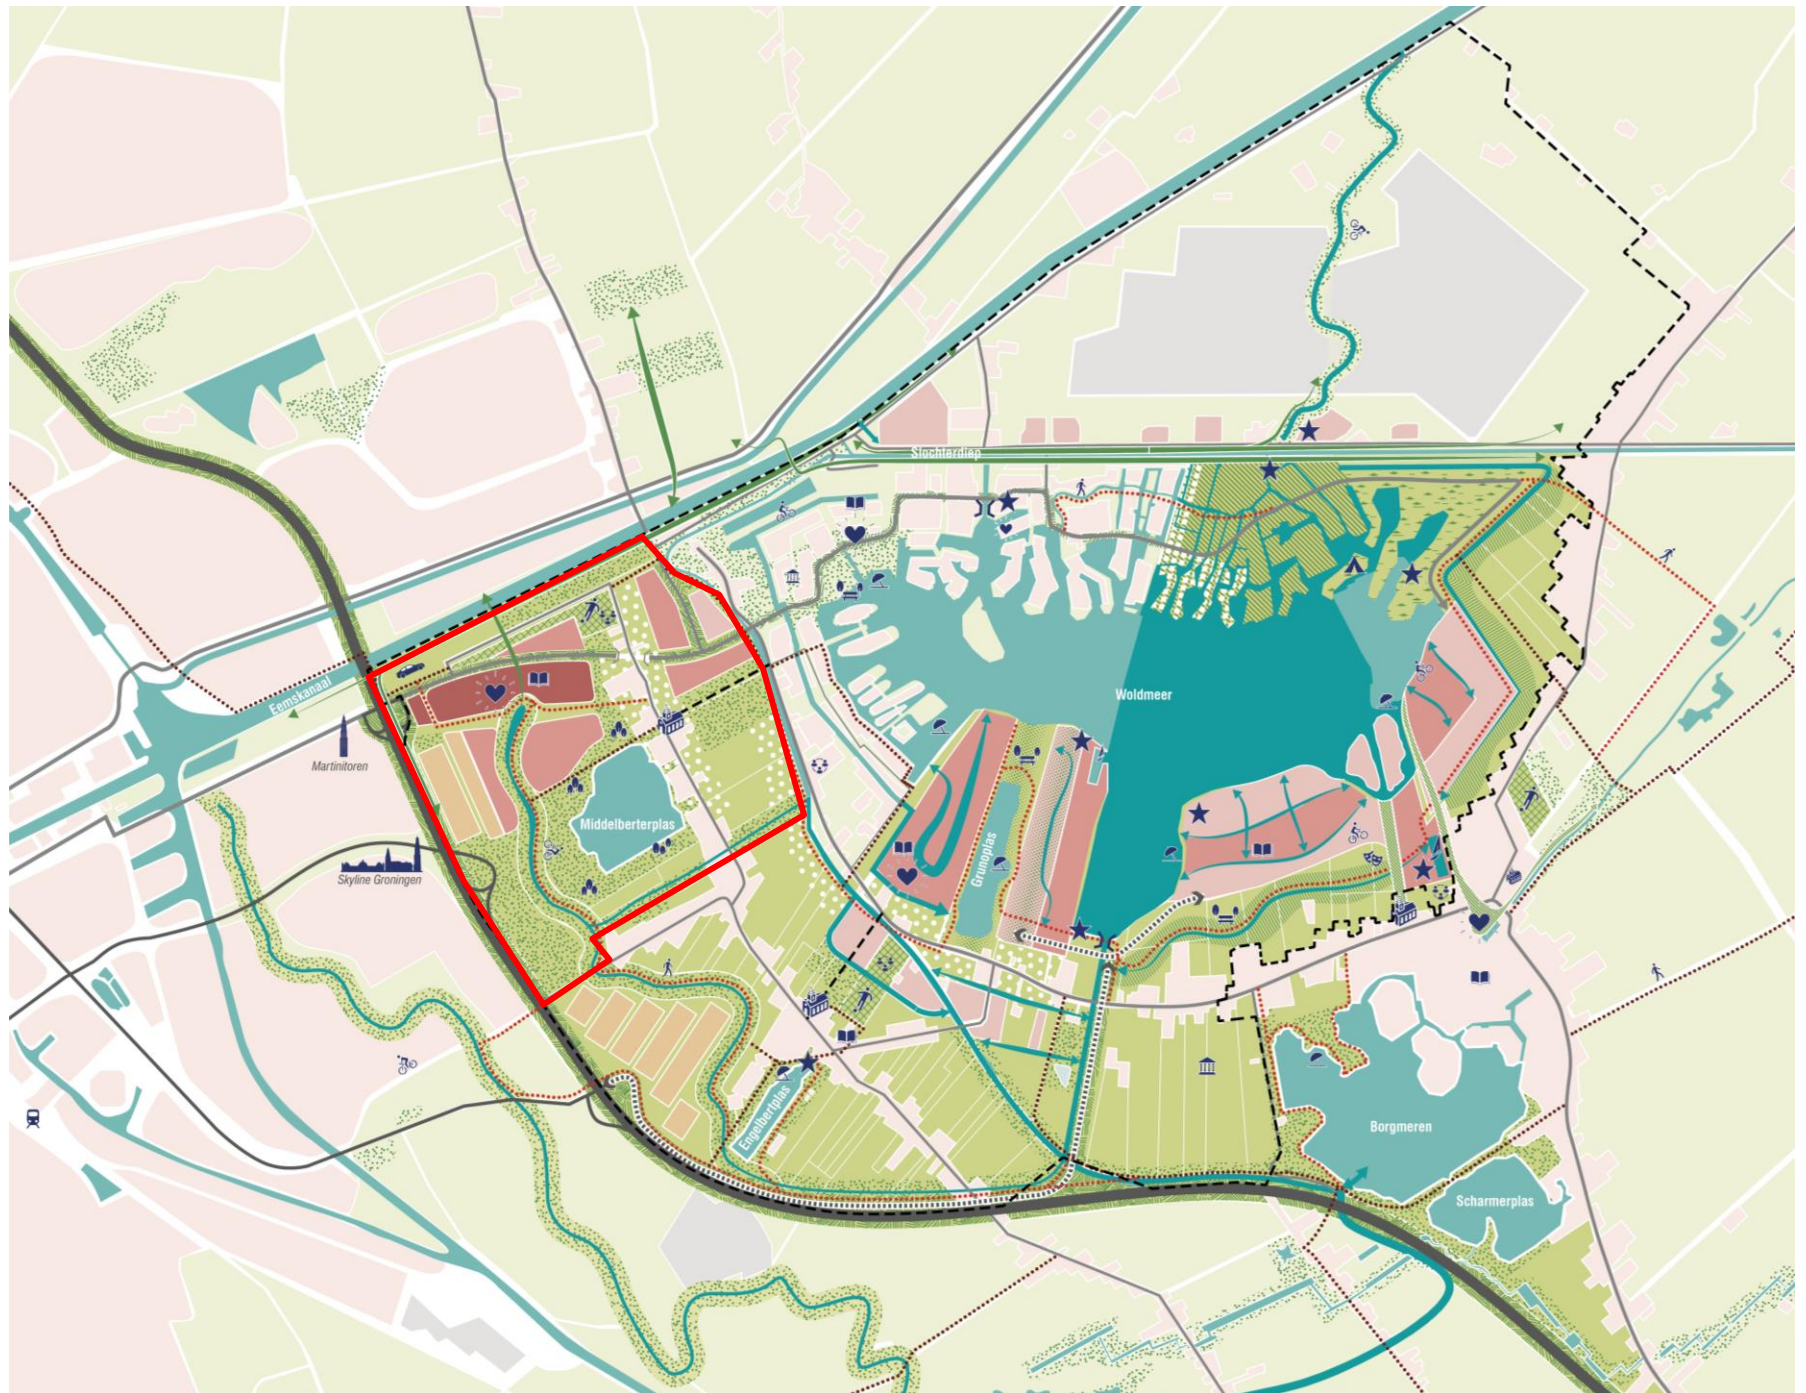 Slochterdiep
Eemskanaal
Woldmeer
Martinitoren
Middelberterplas
Grunoplas
Skyline Groningen
Engelbertplas
Borgmeren
Scharmerplas